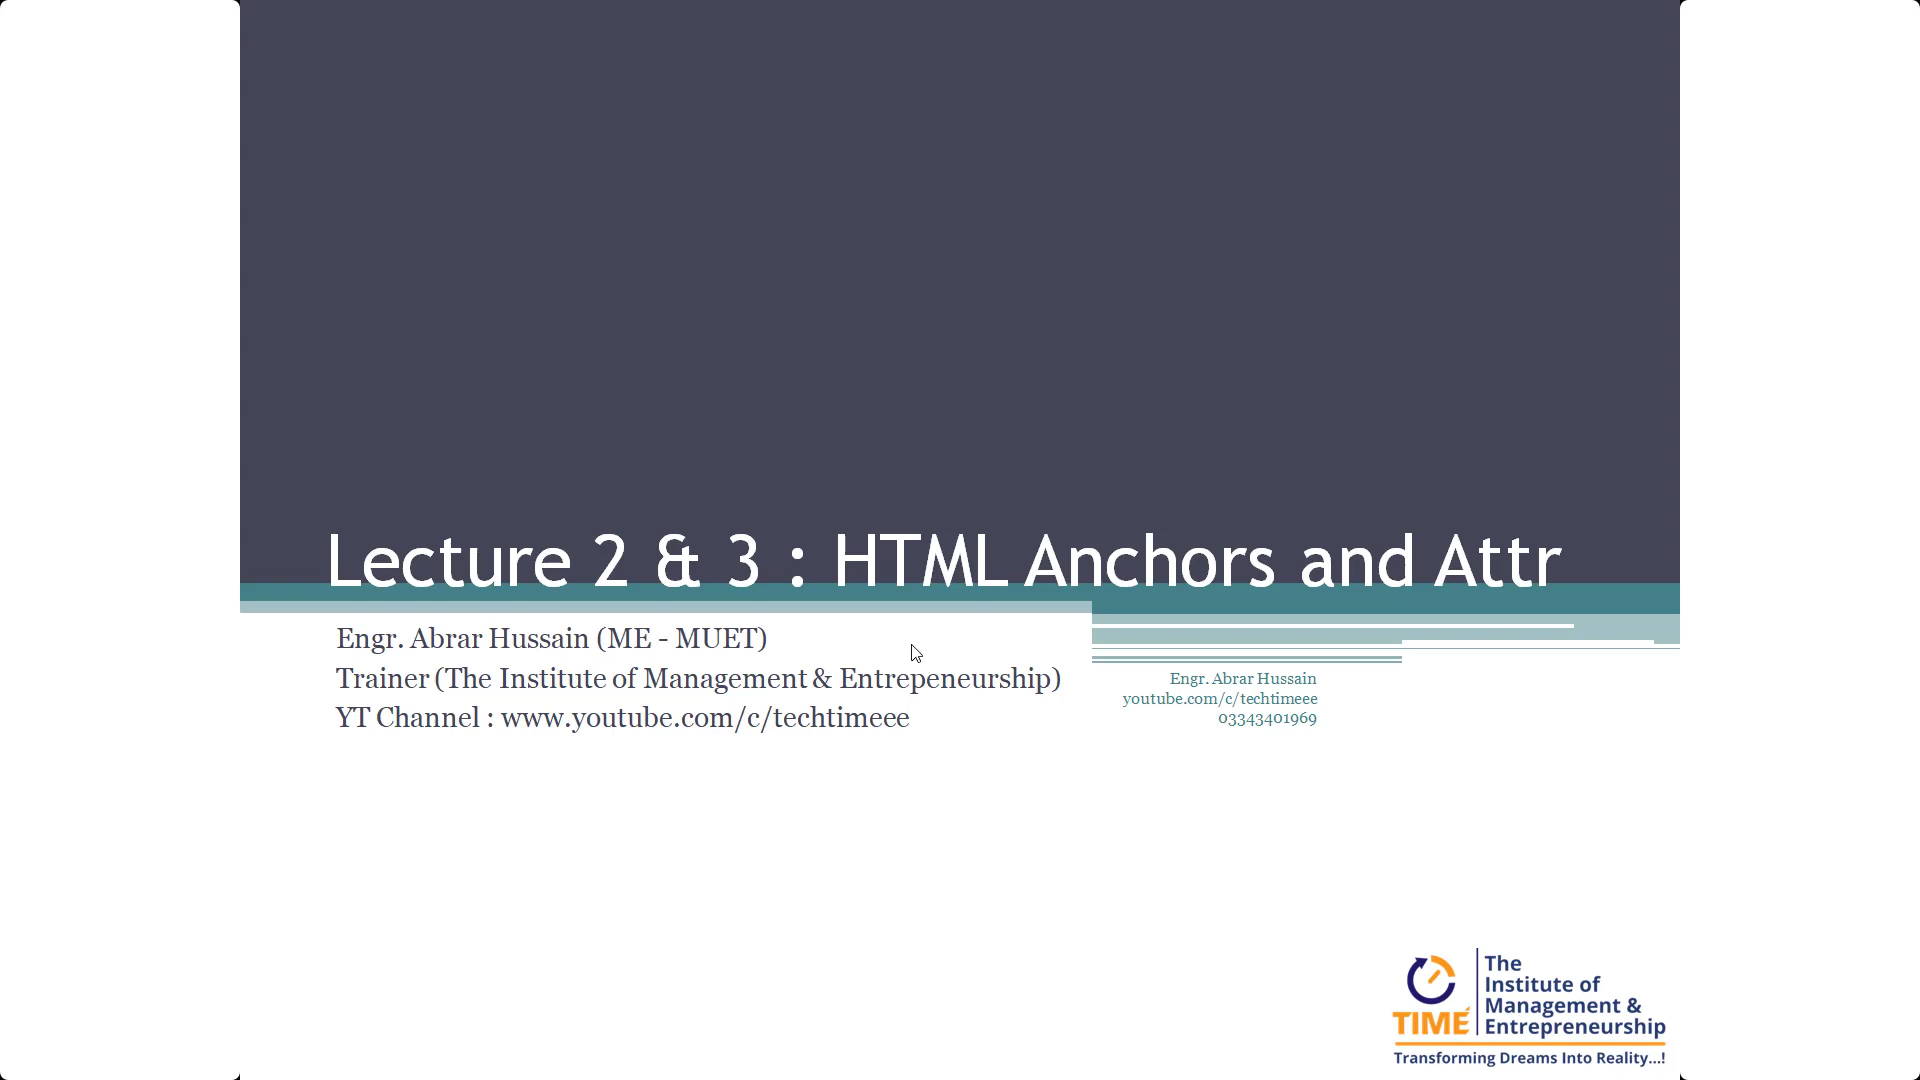 Lecture 2 & 3 : HTML Anchors and Attr
Engr. Abrar Hussain (ME - MUET)
Trainer (The Institute of Management & Entrepeneurship)
YT Channel : www.youtube.com/c/techtimeee
Engr. Abrar Hussain
youtube.com/c/techtimeee
03343401969
TIME
The
Institute of
Management &
Entrepreneurship
Transforming Dreams Into Reality...!